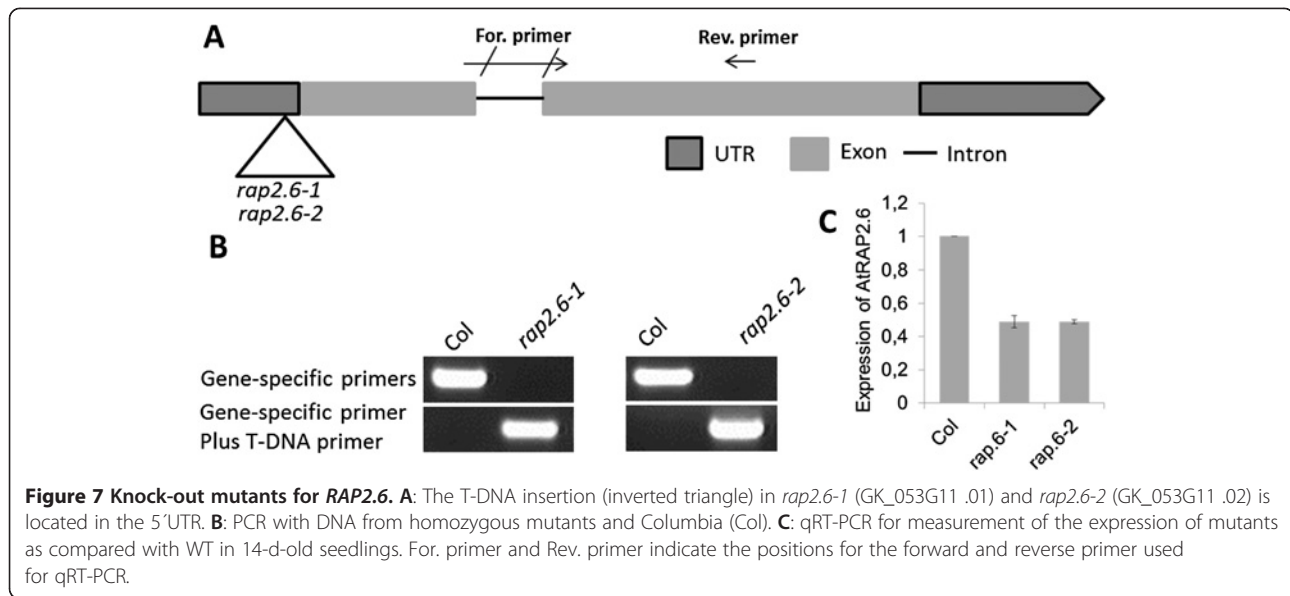 A
For. primer
Rev. primer
UTR
Exon
Intron
rap2.6-1
rap2.6-2
B
Col
rap2.6-1
Col
rap2.6-2
Gene-specific primers
Gene-specific primer
Plus T-DNA primer
C
Expression of AtRAP2.6
1,2
1
0,8
0,6
0,4
0,2
0
Col
rap.6-1
rap.6-2
Figure 7 Knock-out mutants for RAP2.6. A: The T-DNA insertion (inverted triangle) in rap2.6-1 (GK_053G11 .01) and rap2.6-2 (GK_053G11 .02) is
located in the 5´UTR. B: PCR with DNA from homozygous mutants and Columbia (Col). C: qRT-PCR for measurement of the expression of mutants
as compared with WT in 14-d-old seedlings. For. primer and Rev. primer indicate the positions for the forward and reverse primer used
for qRT-PCR.